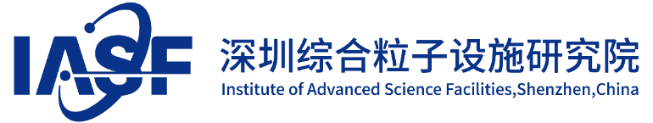 IASF
深圳综合粒子设施研究院
Institute of Advanced Science Facilities,Shenzhen,China